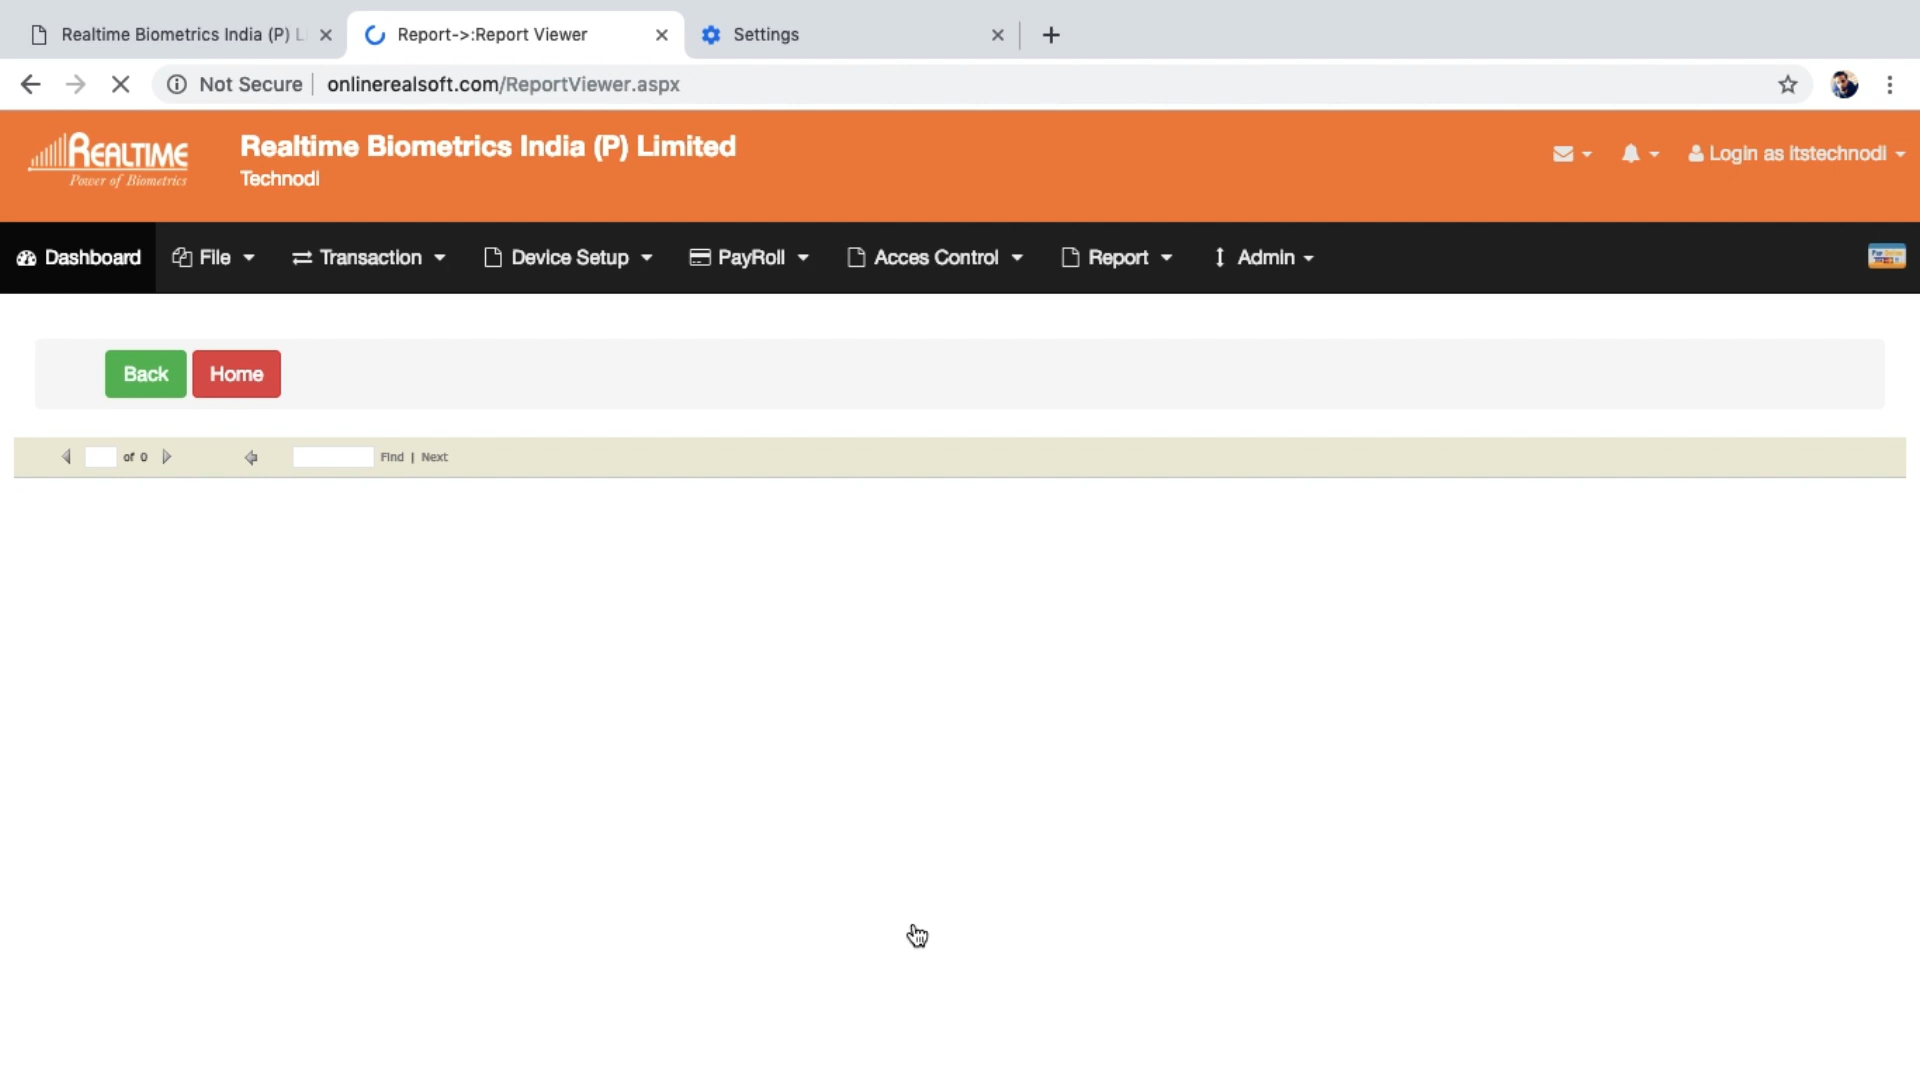 Realtime Biometrics India (P) L
Report->:Report Viewer
Settings
Not Secure
onlinerealsoft.com/ReportViewer.aspx
REALTIME
Power of Biometrics
Realtime Biometrics India (P) Limited
Technodi
Login as itstechnodi
Dashboard
File
Transaction
Device Setup
PayRoll
Acces Control
Report
Admin
Back
Home
of 0
Find | Next